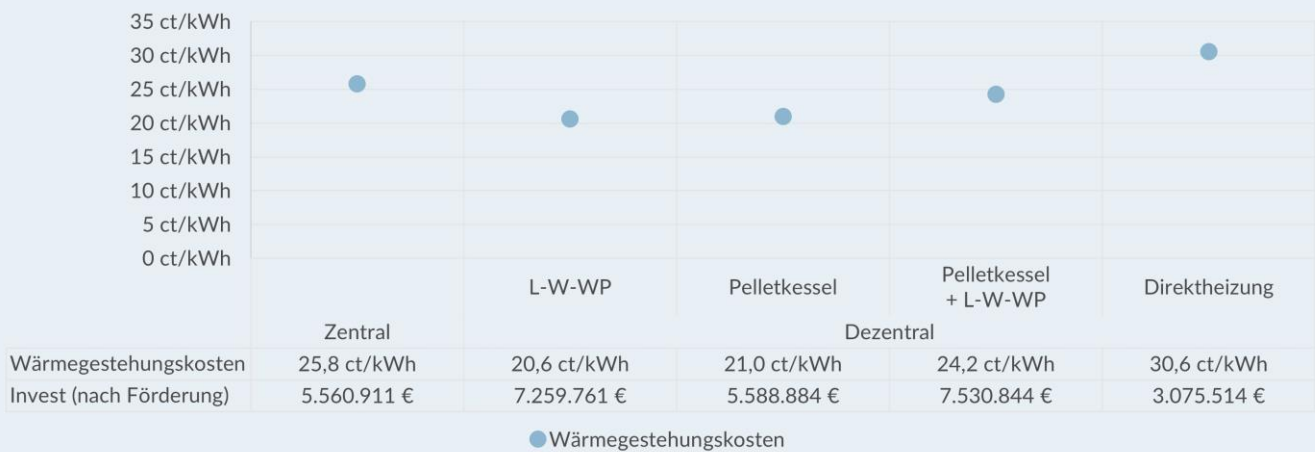 35 ct/kWh
30 ct/kWh
25 ct/kWh
20 ct/kWh
15 ct/kWh
10 ct/kWh
5 ct/kWh
0 ct/kWh
L-W-WP Pelletkessel Pelletkessel + L-W-WP Direktheizung
Zentral Dezentral
Wärmegestehungskosten 25,8 ct/kWh 20,6 ct/kWh 21,0 ct/kWh 24,2 ct/kWh 30,6 ct/kWh
Invest (nach Förderung) 5.560.911 € 7.259.761 € 5.588.884 € 7.530.844 € 3.075.514 €
Wärmegestehungskosten